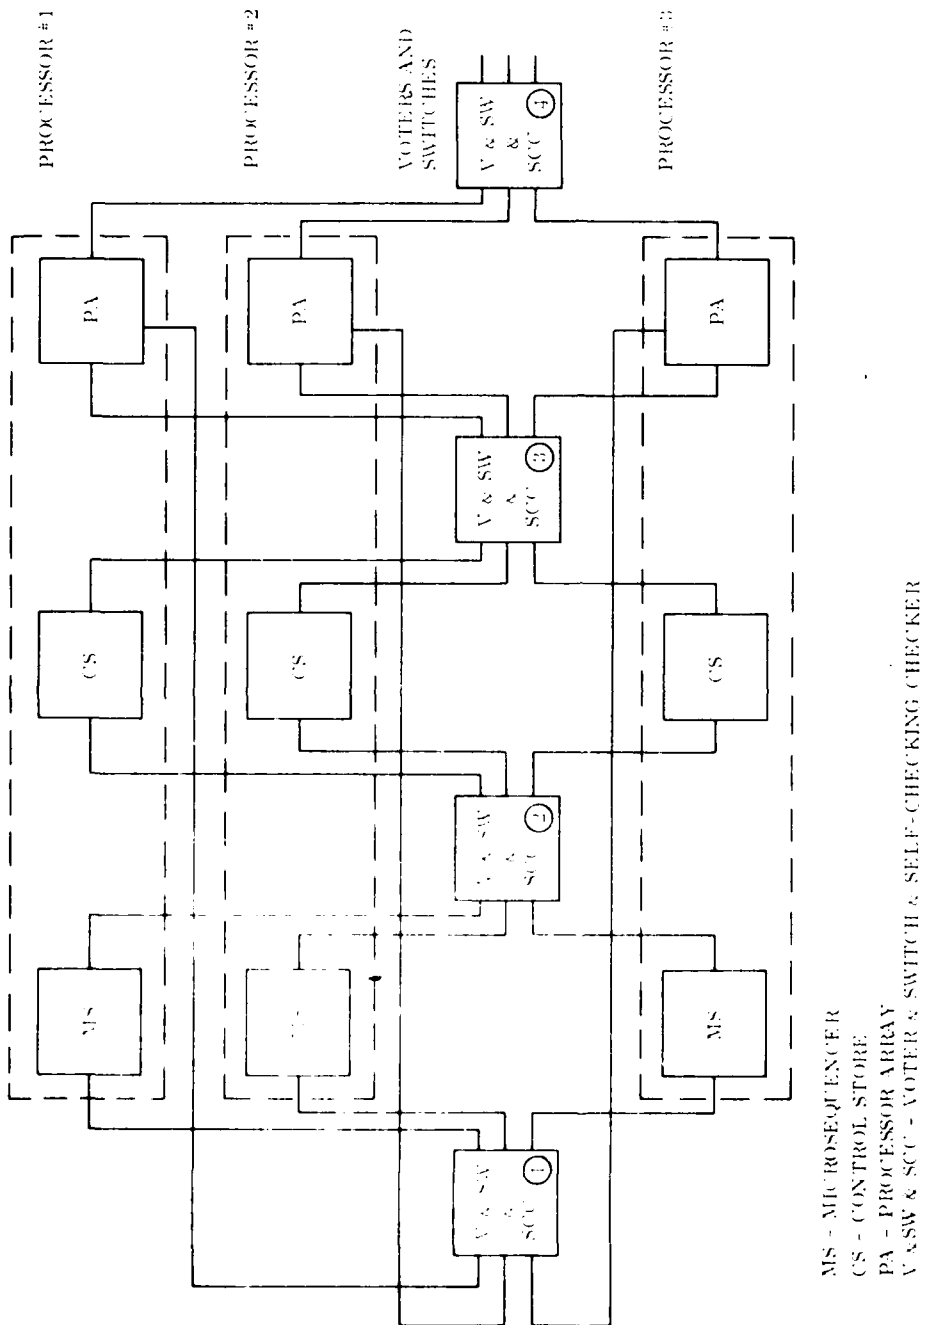 PROCESSOR #1
PA
CS
MS
PROCESSOR #2
PA
CS
VOTERS AND
SWITCHES
V & SW
&
SCC
4
V & SW
&
SCC
3
V & SW
&
SCC
2
V & SW
&
SCC
1
PROCESSOR #3
PA
CS
MS
MS - MICROSEQUENCER
CS - CONTROL STORE
PA - PROCESSOR ARRAY
V &SW & SCC - VOTER & SWITCH & SELF-CHECKING CHECKER